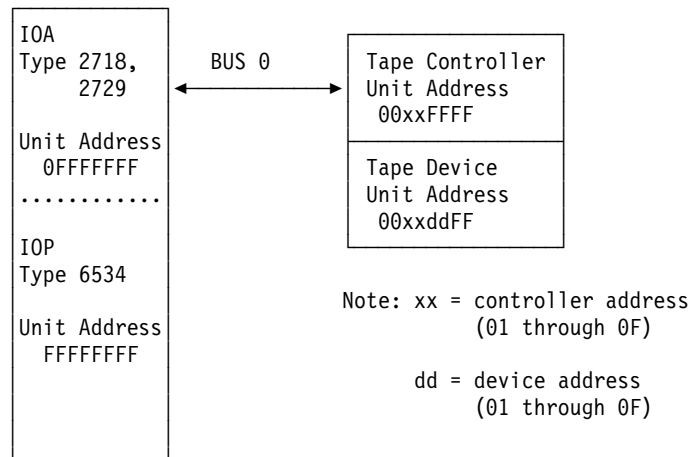 IOA
Type 2718,
2729
Unit Address
0FFFFFFF
............
IOP
Type 6534
Unit Address
FFFFFFFF
BUS 0
Tape Controller
Unit Address
00xxFFFF
Tape Device
Unit Address
00xxddFF
Note: xx = controller address
(01 through 0F)
dd = device address
(01 through 0F)